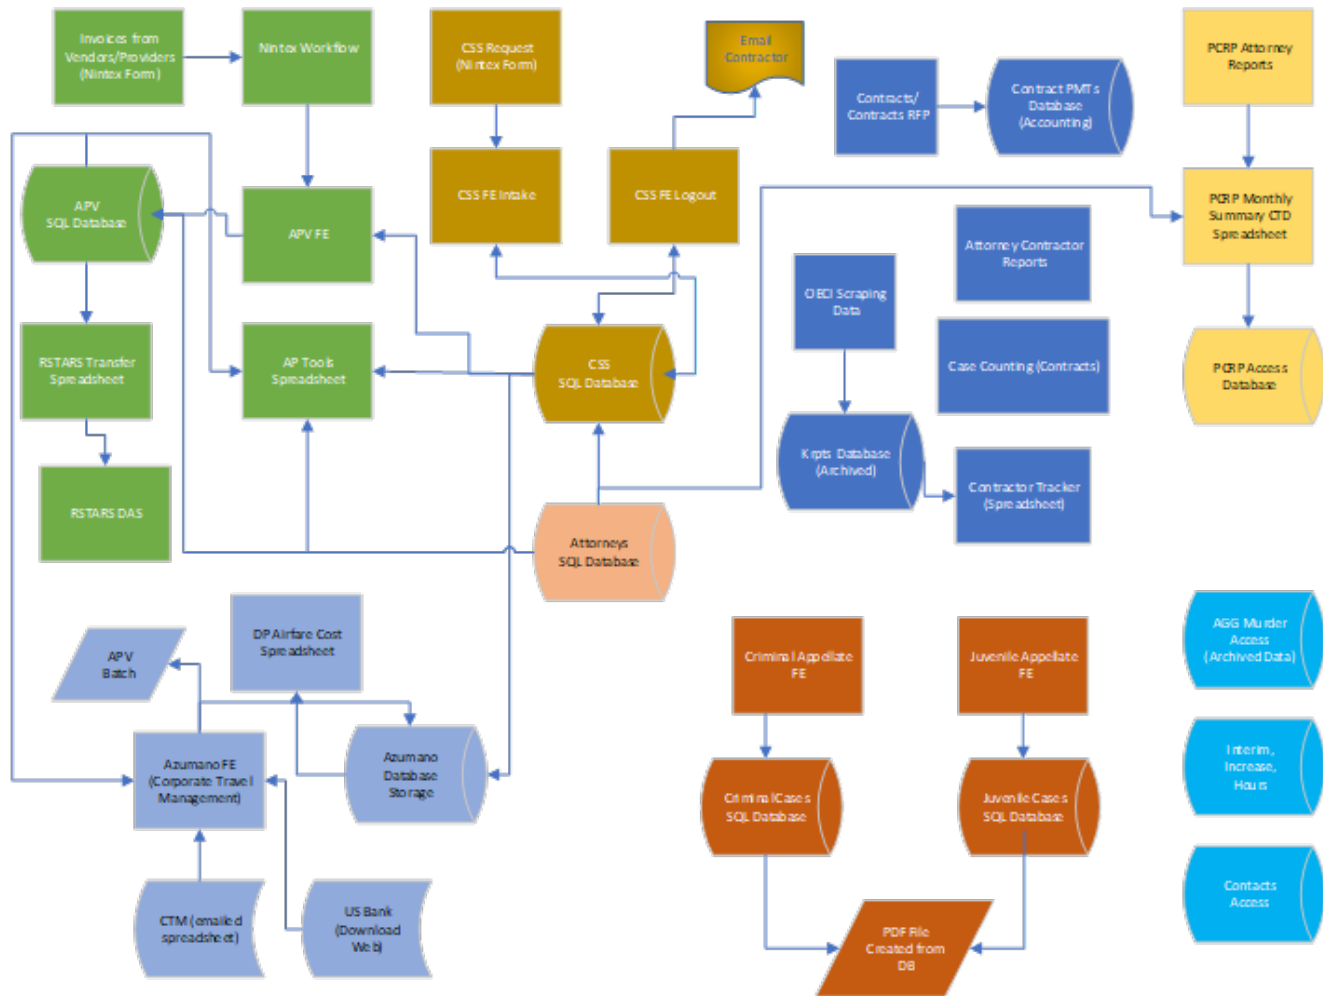 Invoices from
Vendors/Providers
(Nintex Form)
Nintex Workflow
CSS Request
(Nintex Form)
Email
Contractor
Contracts/
Contracts RFP
Contract PMTs
Database
(Accounting)
PCRP Attorney
Reports
APV
SQL Database
APV FE
CSS FE Intake
CSS FE Logout
PCRP Monthly
Summary CTD
Spreadsheet
Attorney Contractor
Reports
OECI Scraping
Data
RSTARS Transfer
Spreadsheet
AP Tools
Spreadsheet
CSS
SQL Database
Case Counting (Contracts)
PCRP Access
Database
Krpts Database
(Archived)
Contractor Tracker
(Spreadsheet)
RSTARS DAS
Attorneys
SQL Database
APV
Batch
DP Airfare Cost
Spreadsheet
Criminal Appellate
FE
Juvenile Appellate
FE
AGG Murder
Access
(Archived Data)
Azumano FE
(Corporate Travel
Management)
Azumano
Database
Storage
Criminal Cases
SQL Database
Juvenile Cases
SQL Database
Interim,
Increase,
Hours
CTM (emailed
spreadsheet)
US Bank
(Download
Web)
PDF File
Created from
DB
Contacts
Access